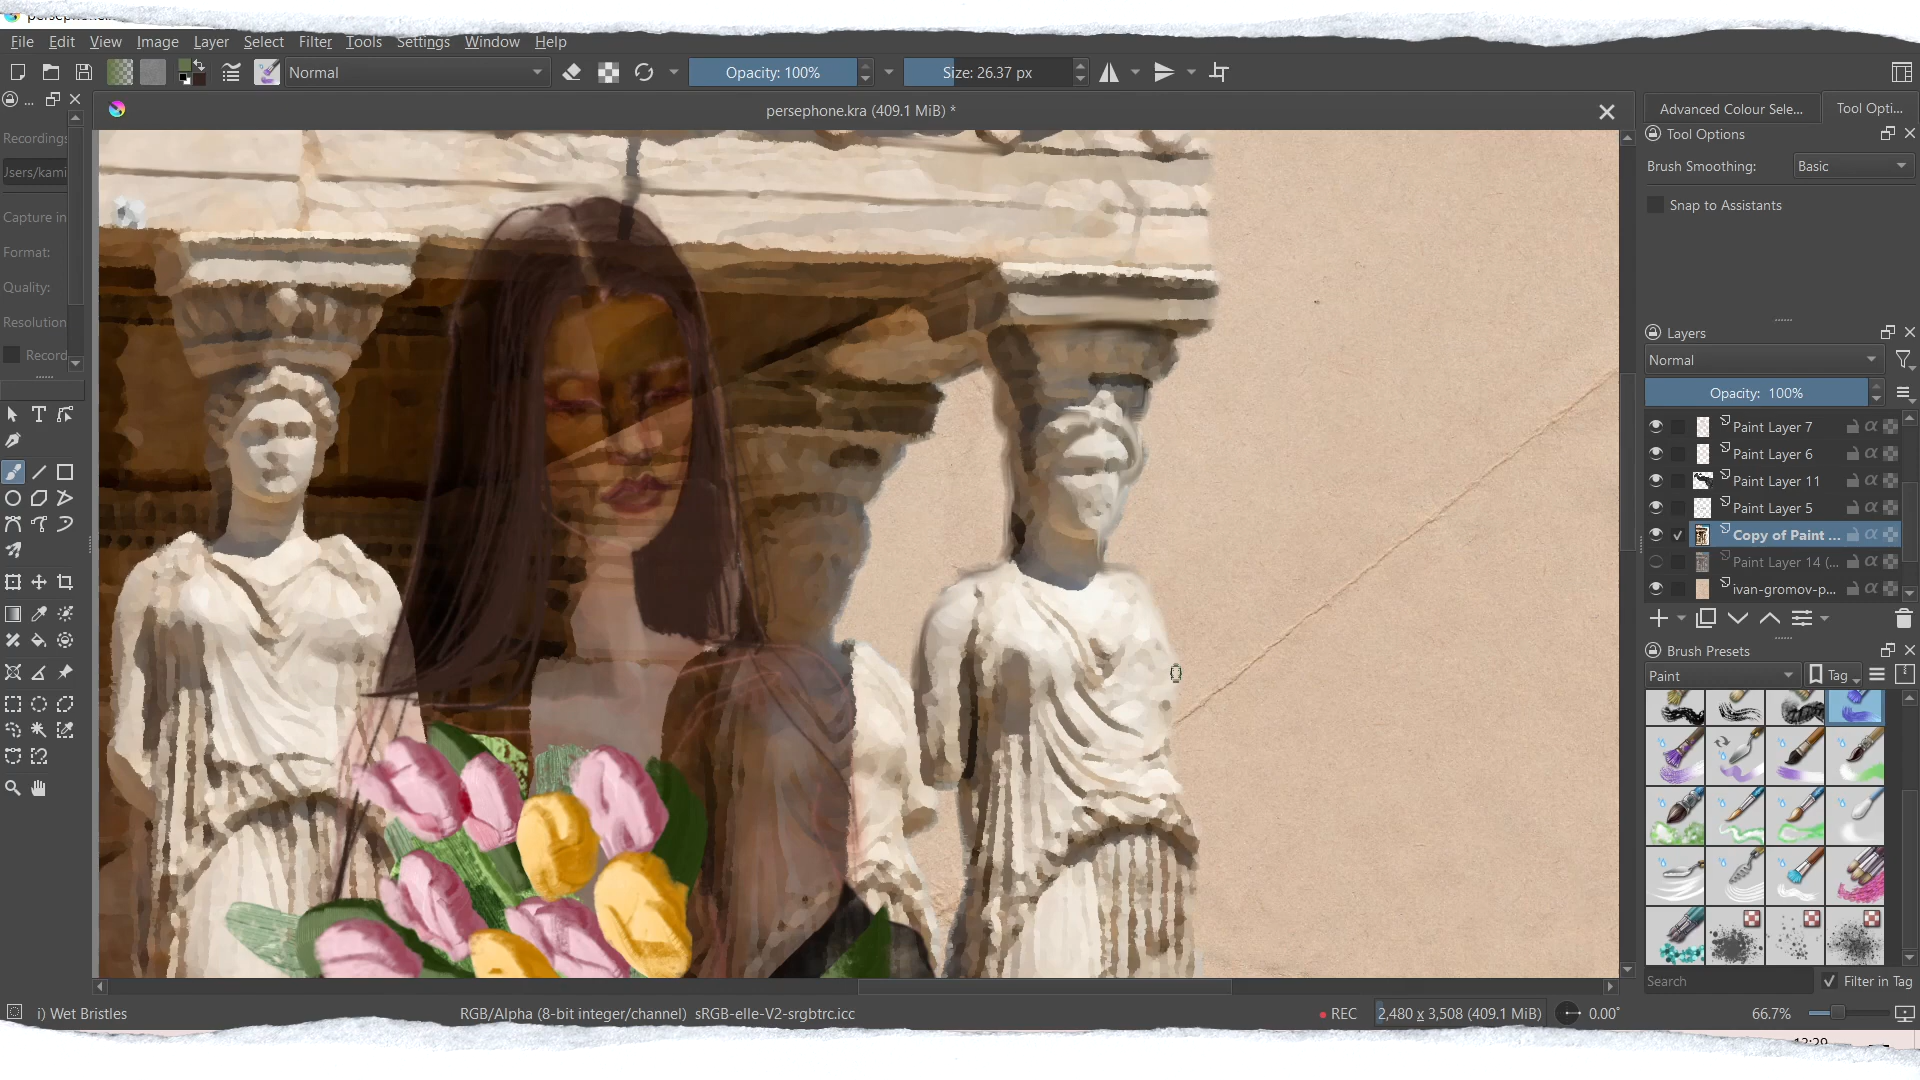 File Edit View Image Layer Select Filter Tools Settings Window Help
Normal
Opacity: 100%
Size: 26.37 px
...
persephone.kra (409.1 MiB) *
Advanced Colour Sele...
Tool Opti...
Recordings
Tool Options
Jsers/kami
Brush Smoothing:
Basic
Capture in
Snap to Assistants
Format:
Quality:
Resolution
Record
Layers
Normal
Opacity: 100%
Paint Layer 7
Paint Layer 6
Paint Layer 11
Paint Layer 5
Copy of Paint ...
Paint Layer 14 (...
ivan-gromov-p...
Brush Presets
Paint
Tag
Search
Filter in Tag
i) Wet Bristles
RGB/Alpha (8-bit integer/channel) sRGB-elle-V2-srgbtrc.icc
REC
2,480 x 3,508 (409.1 MiB)
0.00°
66.7%